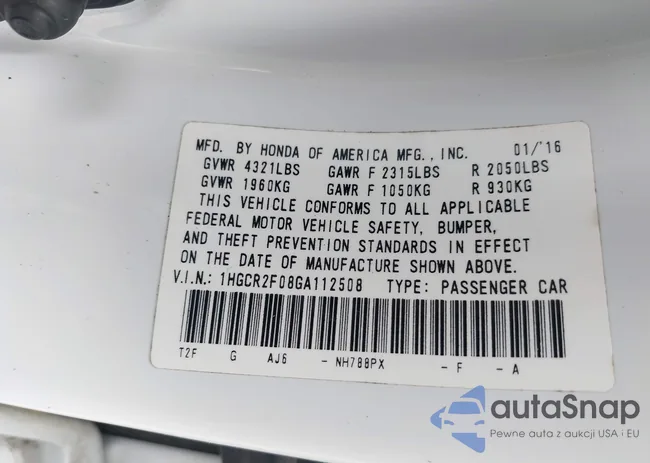 MFD. BY HONDA OF AMERICA MFG., INC. 01/'16
GVWR 4321LBS GAWR F 2315LBS R 2050LBS
GVWR 1960KG GAWR F 1050KG R 930KG
THIS VEHICLE CONFORMS TO ALL APPLICABLE
FEDERAL MOTOR VEHICLE SAFETY, BUMPER,
AND THEFT PREVENTION STANDARDS IN EFFECT
ON THE DATE OF MANUFACTURE SHOWN ABOVE.
V.I.N.: 1HGCR2F08GA112508 TYPE: PASSENGER CAR
T2F G AJ6 - NH788PX - F - A
autaSnap
Pewne auta z aukcji USA i EU